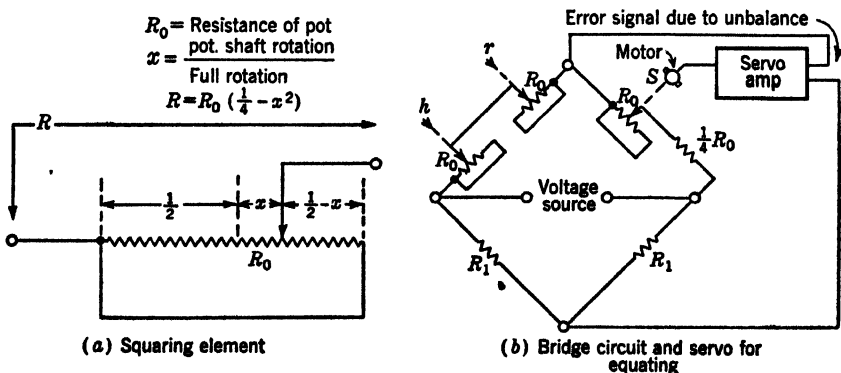 R₀ = Resistance of pot
x = pot. shaft rotation / Full rotation
R = R₀ (1/4 − x²)
R
1/2
x
1/2 − x
R₀
(a) Squaring element
Error signal due to unbalance
Motor
Servo amp
S
r
R₀
R₀
h
R₀
1/4 R₀
Voltage source
R₁
R₁
(b) Bridge circuit and servo for
equating